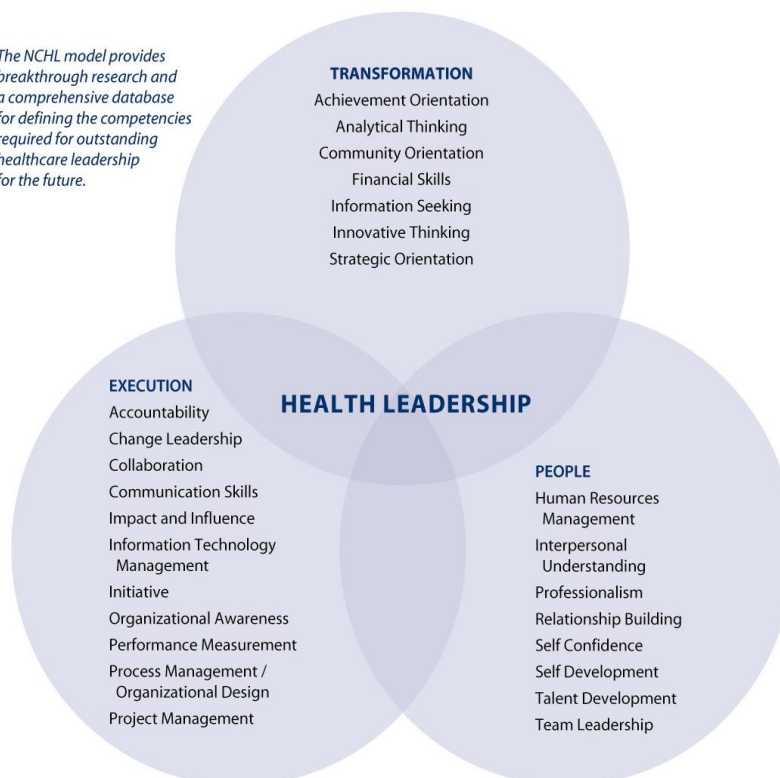 The NCHL model provides
breakthrough research and
a comprehensive database
for defining the competencies
required for outstanding
healthcare leadership
for the future.
TRANSFORMATION
Achievement Orientation
Analytical Thinking
Community Orientation
Financial Skills
Information Seeking
Innovative Thinking
Strategic Orientation
HEALTH LEADERSHIP
EXECUTION
Accountability
Change Leadership
Collaboration
Communication Skills
Impact and Influence
Information Technology
Management
Initiative
Organizational Awareness
Performance Measurement
Process Management /
Organizational Design
Project Management
PEOPLE
Human Resources
Management
Interpersonal
Understanding
Professionalism
Relationship Building
Self Confidence
Self Development
Talent Development
Team Leadership